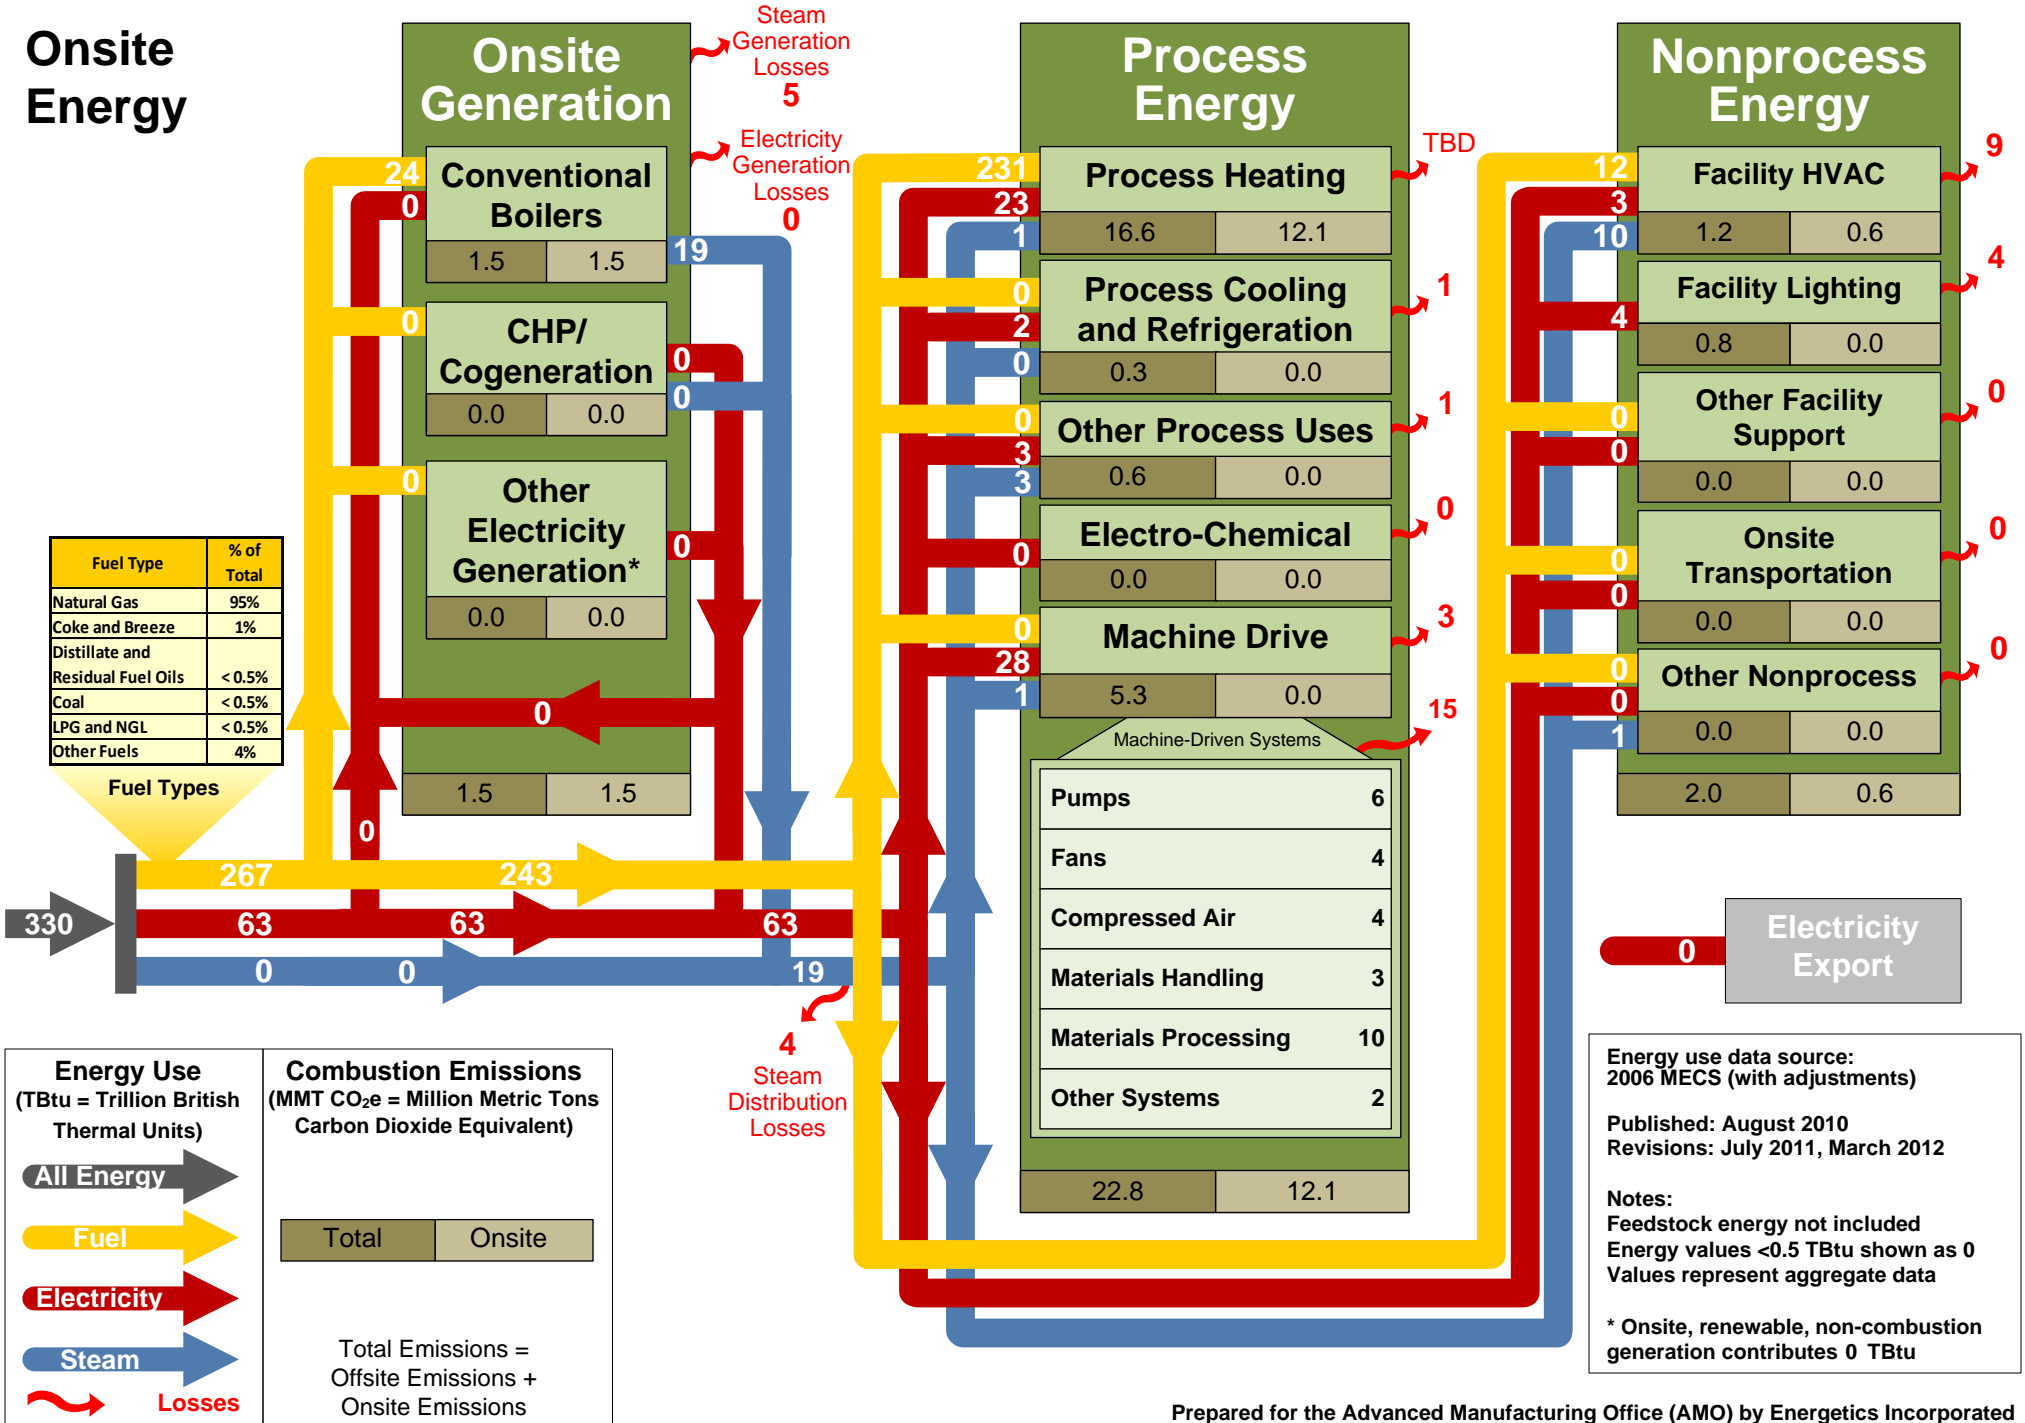 Onsite
Energy
Onsite
Generation
Steam
Generation
Losses
5
Electricity
Generation
Losses
0
24
0
Conventional
Boilers
1.5 1.5
19
0
CHP/
Cogeneration
0.0 0.0
0
0
0
Other
Electricity
Generation*
0.0 0.0
0
0
1.5 1.5
0
Fuel Type % of Total
Natural Gas 95%
Coke and Breeze 1%
Distillate and
Residual Fuel Oils < 0.5%
Coal < 0.5%
LPG and NGL < 0.5%
Other Fuels 4%
Fuel Types
330
267 243
63 63 63
0 0 19
4
Steam
Distribution
Losses
Process
Energy
231
23
1
Process Heating
16.6 12.1
TBD
0
2
0
Process Cooling
and Refrigeration
0.3 0.0
1
0
3
3
Other Process Uses
0.6 0.0
1
0
Electro-Chemical
0.0 0.0
0
0
28
1
Machine Drive
5.3 0.0
3
Machine-Driven Systems
15
Pumps 6
Fans 4
Compressed Air 4
Materials Handling 3
Materials Processing 10
Other Systems 2
22.8 12.1
Nonprocess
Energy
12
3
10
Facility HVAC
1.2 0.6
9
4
Facility Lighting
0.8 0.0
4
0
0
Other Facility
Support
0.0 0.0
0
0
0
Onsite
Transportation
0.0 0.0
0
0
0
1
Other Nonprocess
0.0 0.0
0
2.0 0.6
0
Electricity
Export
Energy Use
(TBtu = Trillion British
Thermal Units)
All Energy
Fuel
Electricity
Steam
Losses
Combustion Emissions
(MMT CO₂e = Million Metric Tons
Carbon Dioxide Equivalent)
Total Onsite
Total Emissions =
Offsite Emissions +
Onsite Emissions
Energy use data source:
2006 MECS (with adjustments)
Published: August 2010
Revisions: July 2011, March 2012
Notes:
Feedstock energy not included
Energy values <0.5 TBtu shown as 0
Values represent aggregate data
* Onsite, renewable, non-combustion
generation contributes 0 TBtu
Prepared for the Advanced Manufacturing Office (AMO) by Energetics Incorporated